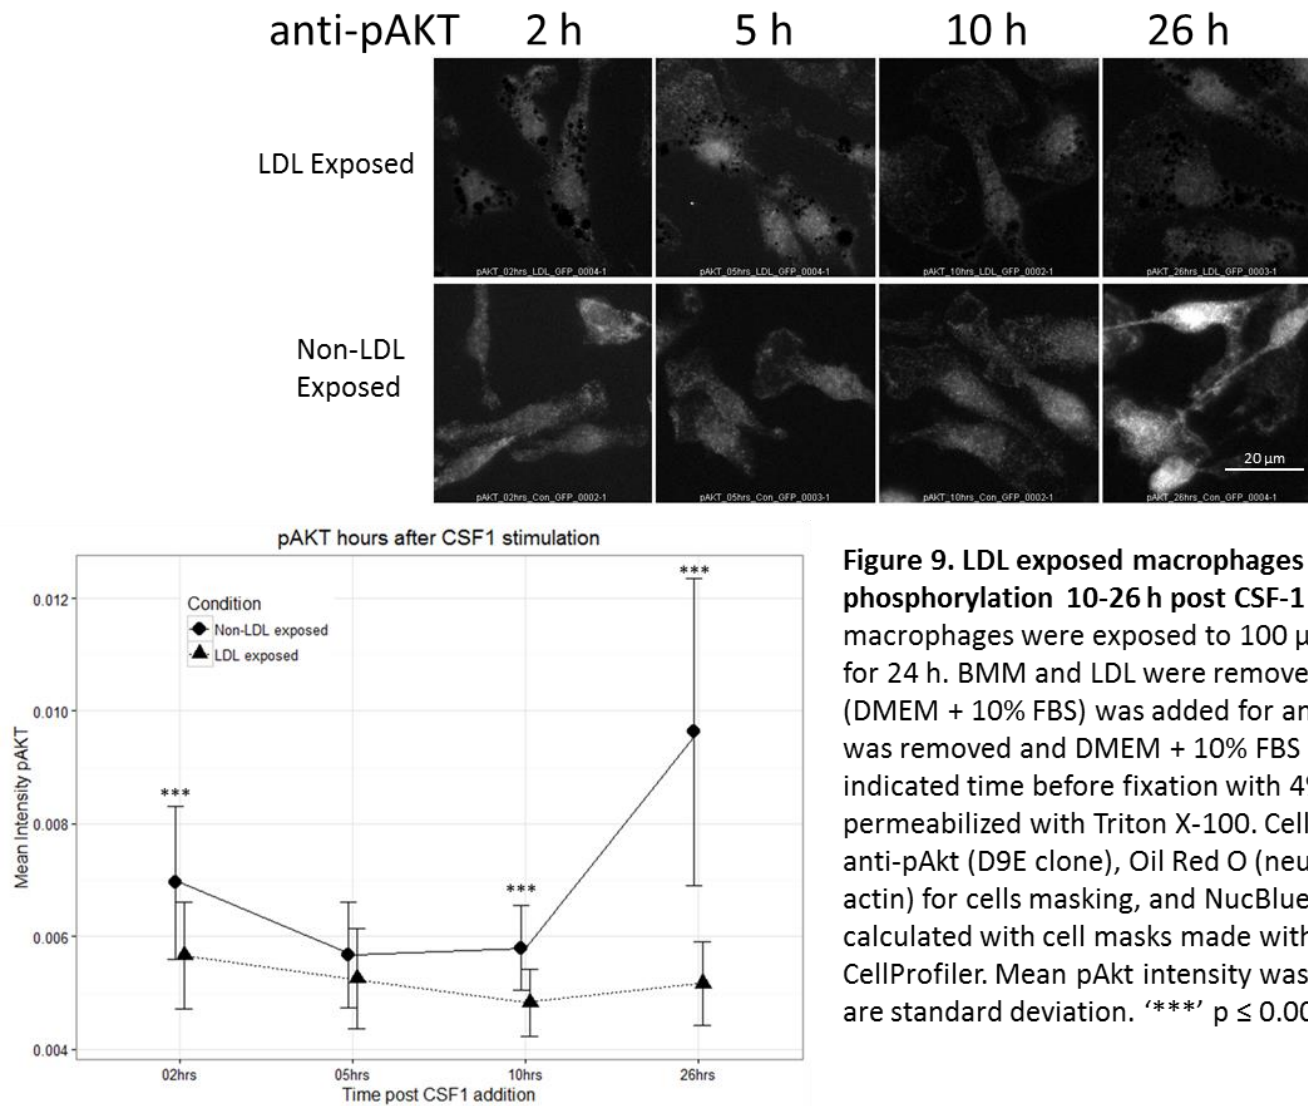 anti-pAKT 2 h 5 h 10 h 26 h
LDL Exposed
pAKT_02hrs_LDL_GFP_0004-1
pAKT_05hrs_LDL_GFP_0004-1
pAKT_10hrs_LDL_GFP_0002-1
pAKT_26hrs_LDL_GFP_0003-1
Non-LDL
Exposed
20 µm
pAKT_02hrs_Con_GFP_0002-1
pAKT_05hrs_Con_GFP_0003-1
pAKT_10hrs_Con_GFP_0002-1
pAKT_26hrs_Con_GFP_0004-1
pAKT hours after CSF1 stimulation
Mean Intensity pAKT
0.012
0.010
0.008
0.006
0.004
Condition
Non-LDL exposed
LDL exposed
***
***
***
02hrs 05hrs 10hrs 26hrs
Time post CSF1 addition
Figure 9. LDL exposed macrophages
phosphorylation 10-26 h post CSF-1
macrophages were exposed to 100 µ
for 24 h. BMM and LDL were remove
(DMEM + 10% FBS) was added for an
was removed and DMEM + 10% FBS
indicated time before fixation with 4
permeabilized with Triton X-100. Cell
anti-pAkt (D9E clone), Oil Red O (neu
actin) for cells masking, and NucBlue
calculated with cell masks made with
CellProfiler. Mean pAkt intensity was
are standard deviation. ‘***’ p ≤ 0.00